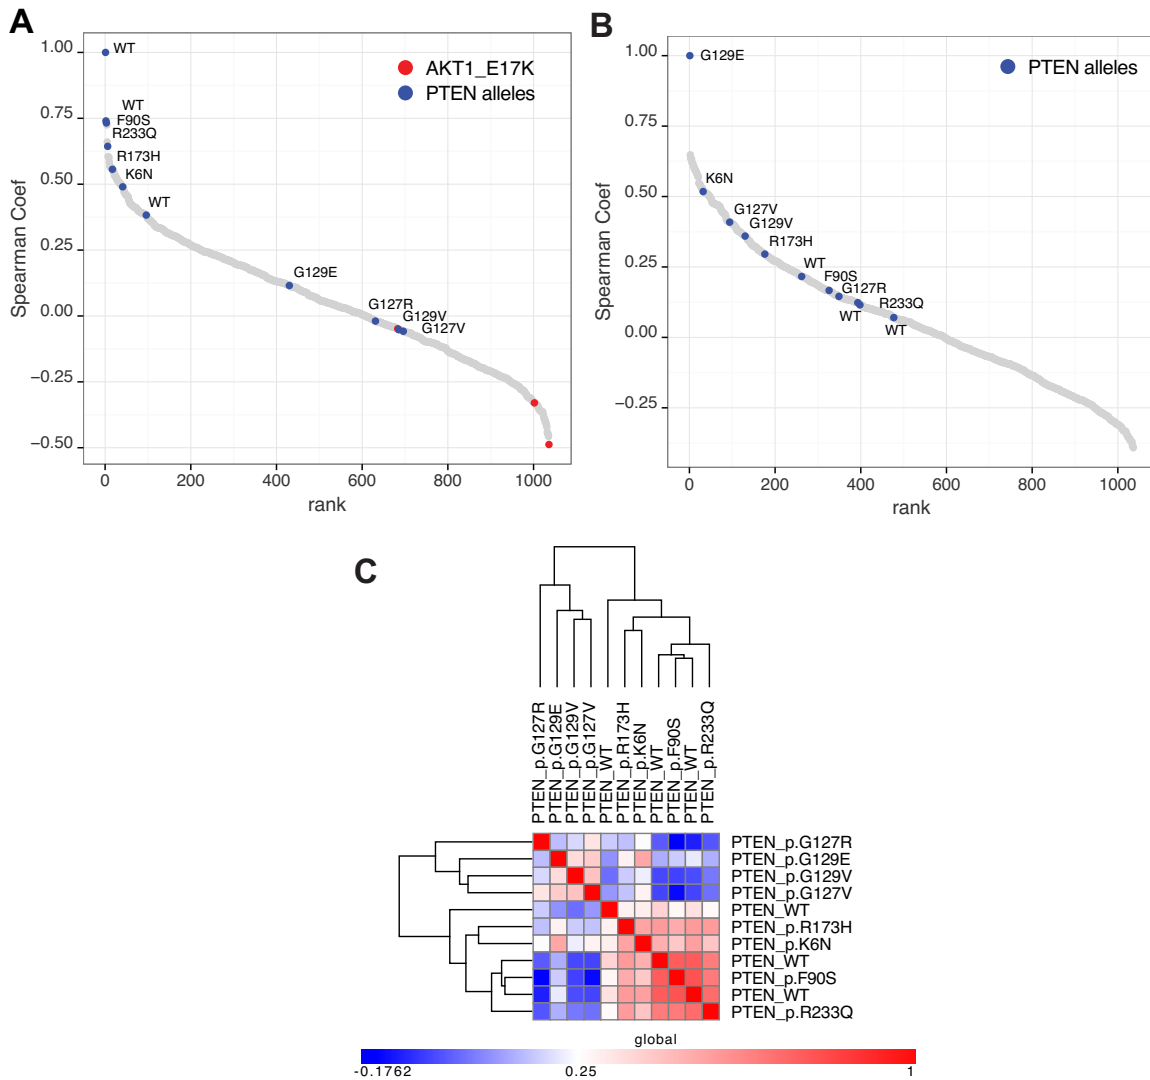 A
Spearman Coef
1.00
0.75
0.50
0.25
0.00
−0.25
−0.50
WT
WT
F90S
R233Q
R173H
K6N
WT
G129E
G127R
G129V
G127V
AKT1_E17K
PTEN alleles
0
200
400
600
800
1000
rank
B
Spearman Coef
1.00
0.75
0.50
0.25
0.00
−0.25
G129E
PTEN alleles
K6N
G127V
G129V
R173H
WT
F90S
G127R
WT
R233Q
WT
0
200
400
600
800
1000
rank
C
PTEN_p.G127R
PTEN_p.G129E
PTEN_p.G129V
PTEN_p.G127V
PTEN_WT
PTEN_p.R173H
PTEN_p.K6N
PTEN_WT
PTEN_p.F90S
PTEN_WT
PTEN_p.R233Q
PTEN_p.G127R
PTEN_p.G129E
PTEN_p.G129V
PTEN_p.G127V
PTEN_WT
PTEN_p.R173H
PTEN_p.K6N
PTEN_WT
PTEN_p.F90S
PTEN_WT
PTEN_p.R233Q
global
-0.1762
0.25
1